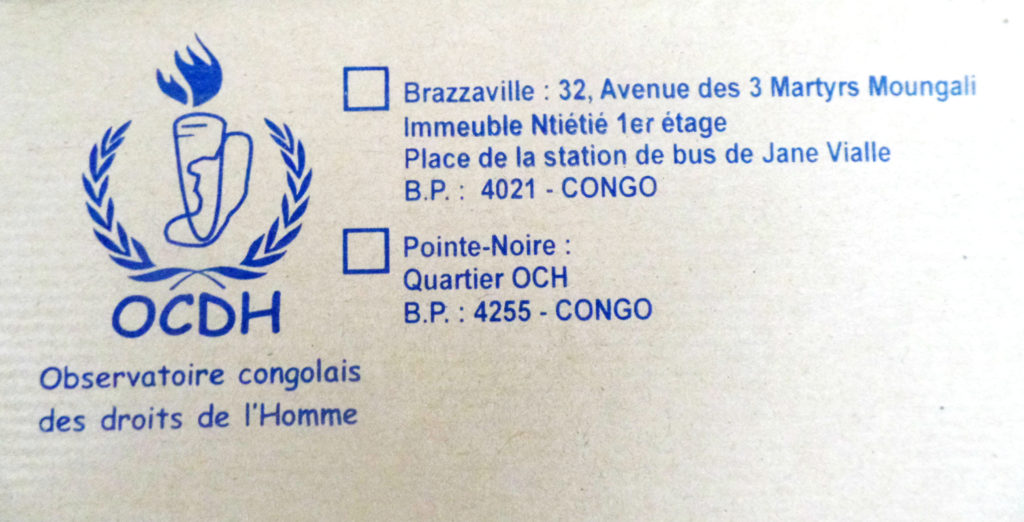 OCDH
Observatoire congolais
des droits de l'Homme
Brazzaville : 32, Avenue des 3 Martyrs Moungali
Immeuble Ntiétié 1er étage
Place de la station de bus de Jane Vialle
B.P. : 4021 - CONGO
Pointe-Noire :
Quartier OCH
B.P. : 4255 - CONGO